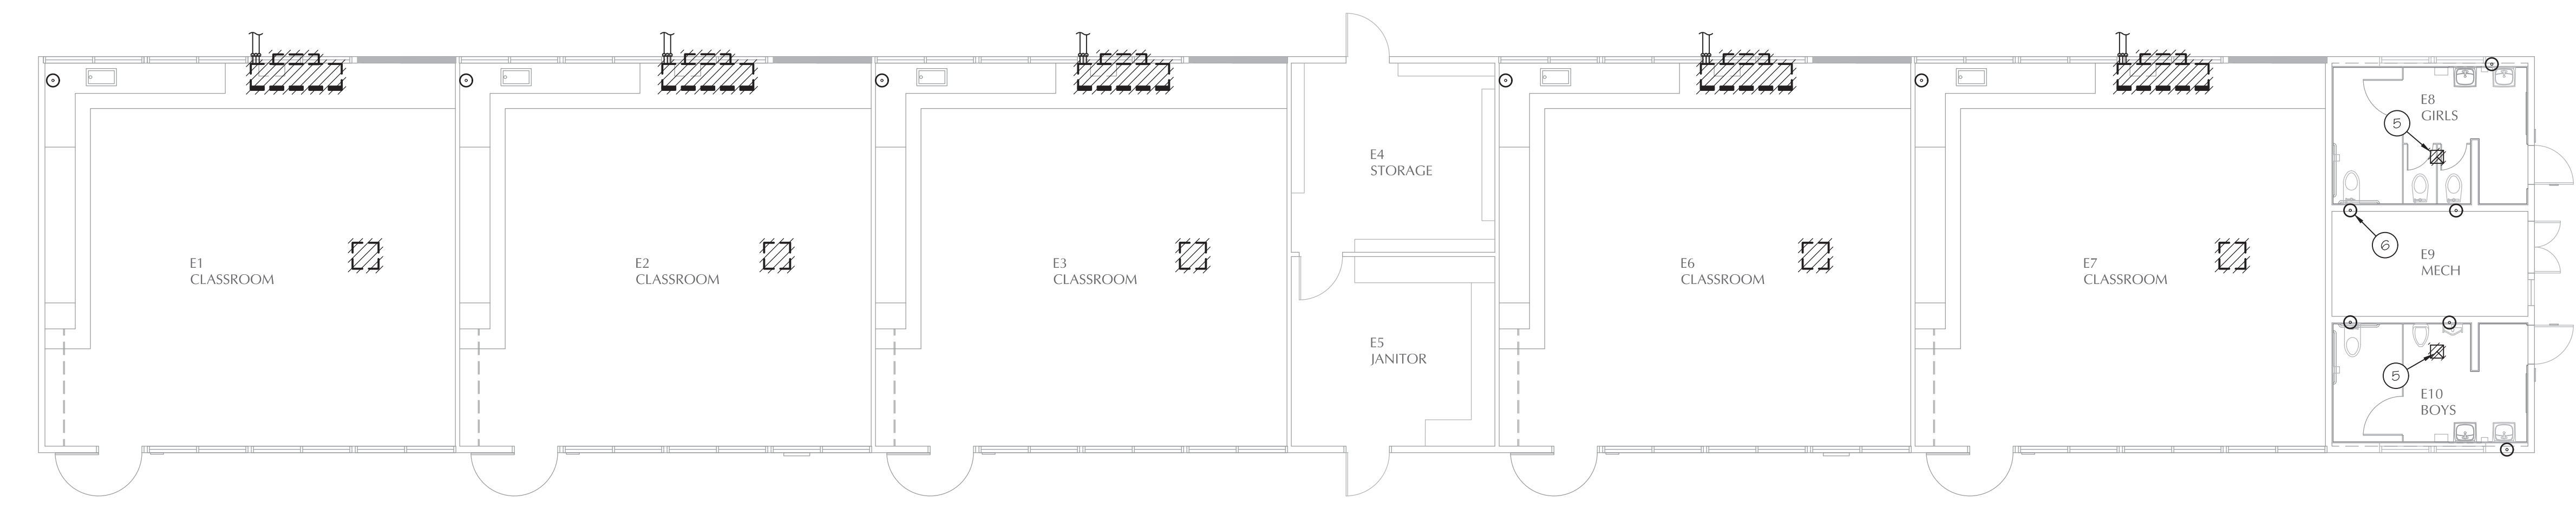 E1
CLASSROOM
E2
CLASSROOM
E3
CLASSROOM
E4
STORAGE
E5
JANITOR
E6
CLASSROOM
E7
CLASSROOM
E8
GIRLS
5
6
E9
MECH
5
E10
BOYS